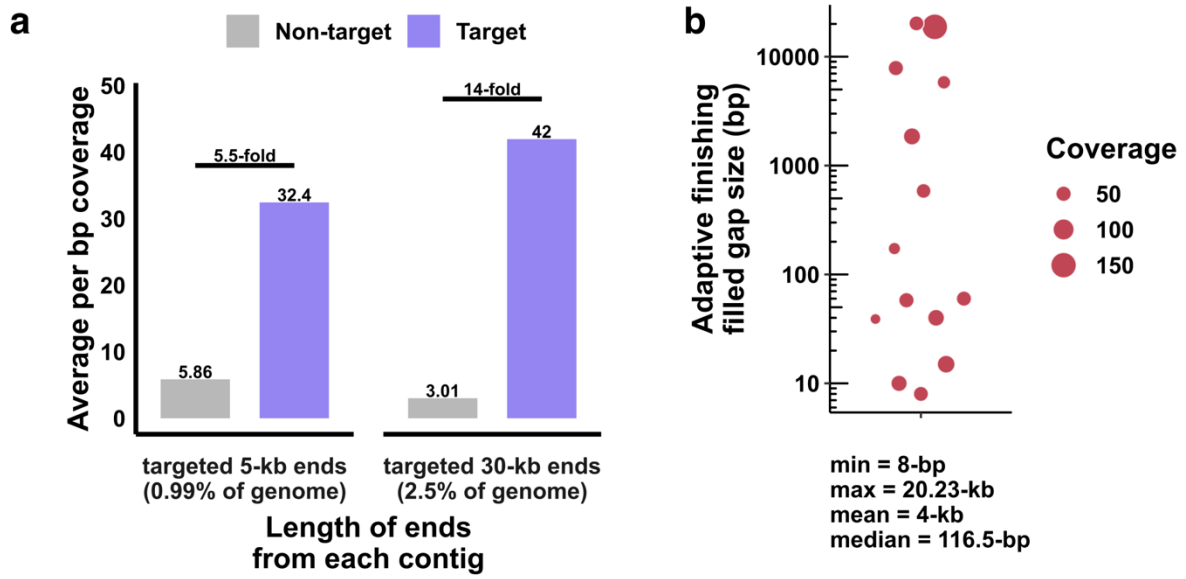 a
Non-target
Target
Average per bp coverage
50
40
30
20
10
0
5.5-fold
5.86
32.4
14-fold
3.01
42
targeted 5-kb ends
(0.99% of genome)
targeted 30-kb ends
(2.5% of genome)
Length of ends
from each contig
b
Adaptive finishing
filled gap size (bp)
10000
1000
100
10
Coverage
50
100
150
min = 8-bp
max = 20.23-kb
mean = 4-kb
median = 116.5-bp